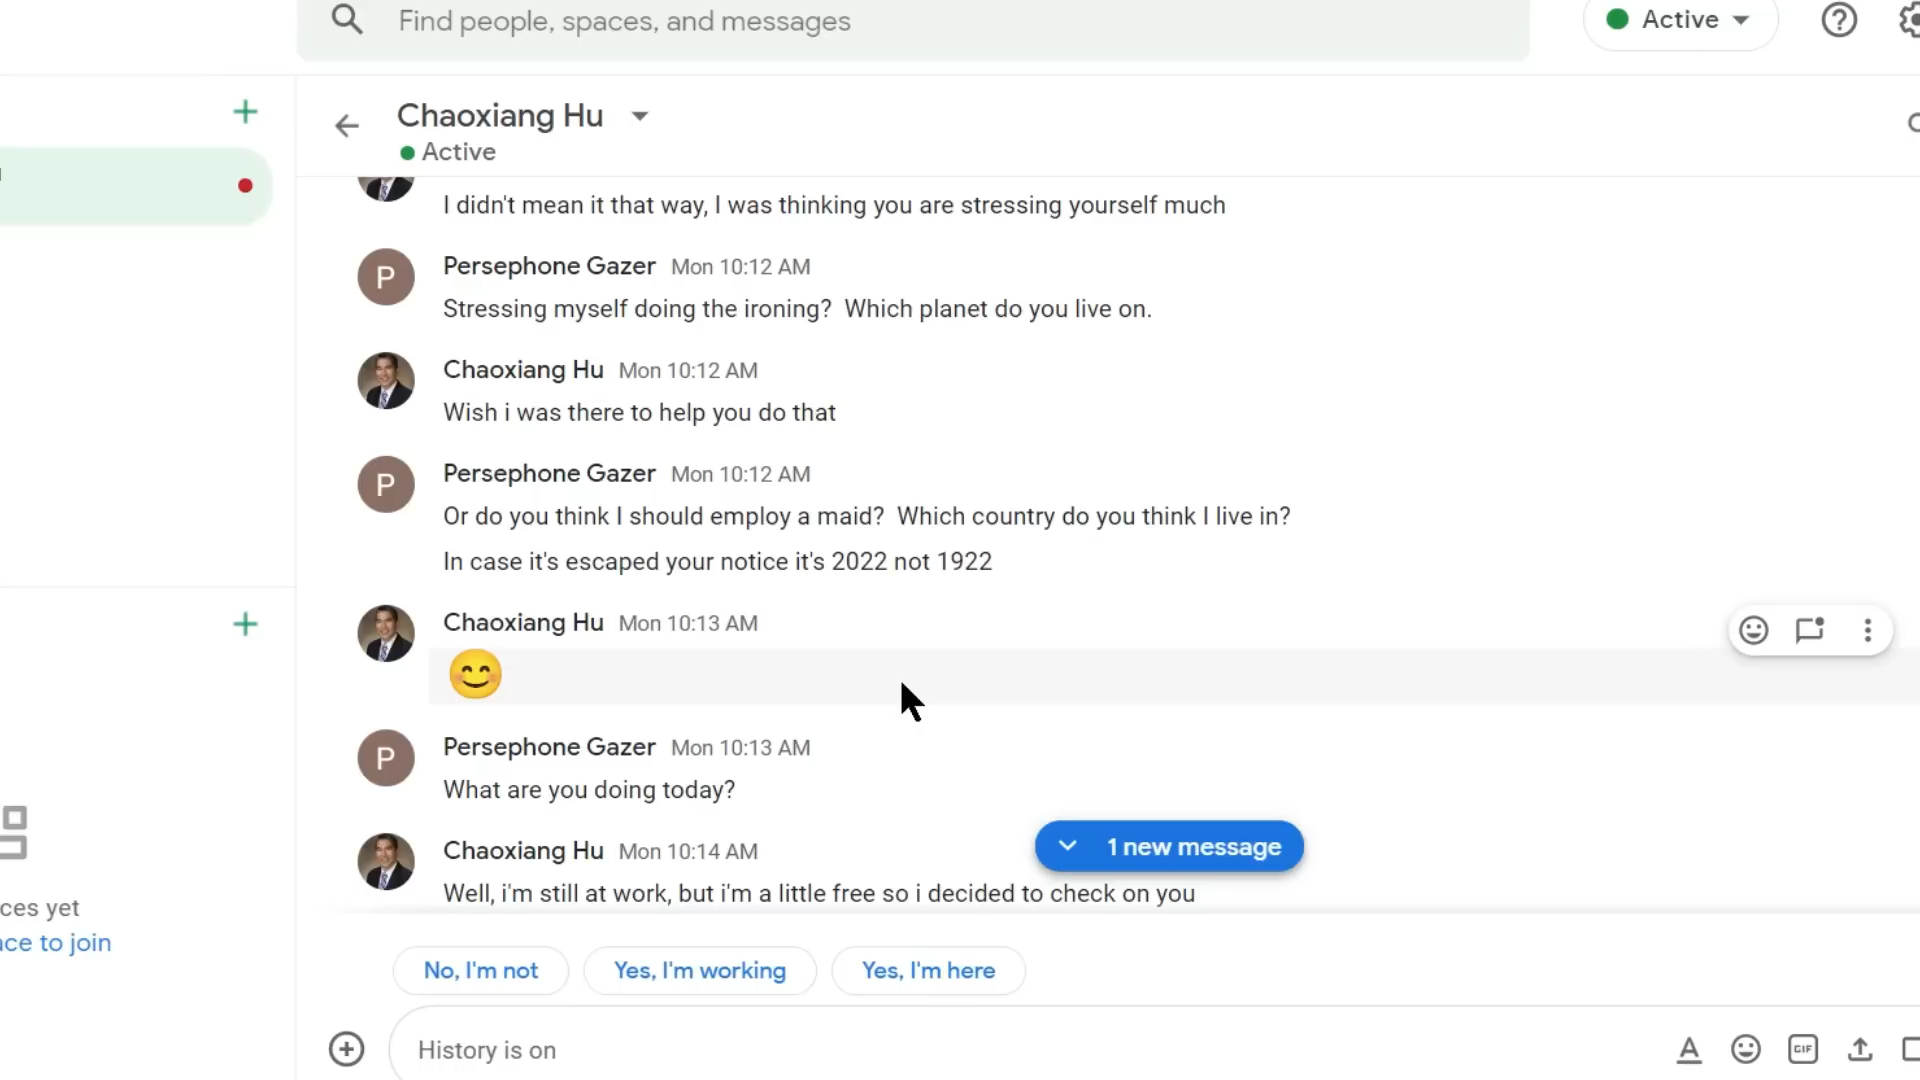 Find people, spaces, and messages
Active
Chaoxiang Hu
Active
I didn't mean it that way, I was thinking you are stressing yourself much
P
Persephone Gazer Mon 10:12 AM
Stressing myself doing the ironing?  Which planet do you live on.
Chaoxiang Hu Mon 10:12 AM
Wish i was there to help you do that
P
Persephone Gazer Mon 10:12 AM
Or do you think I should employ a maid?  Which country do you think I live in?
In case it's escaped your notice it's 2022 not 1922
Chaoxiang Hu Mon 10:13 AM
😊
P
Persephone Gazer Mon 10:13 AM
What are you doing today?
Chaoxiang Hu Mon 10:14 AM
1 new message
Well, i'm still at work, but i'm a little free so i decided to check on you
ces yet
ace to join
No, I'm not
Yes, I'm working
Yes, I'm here
History is on
A
GIF